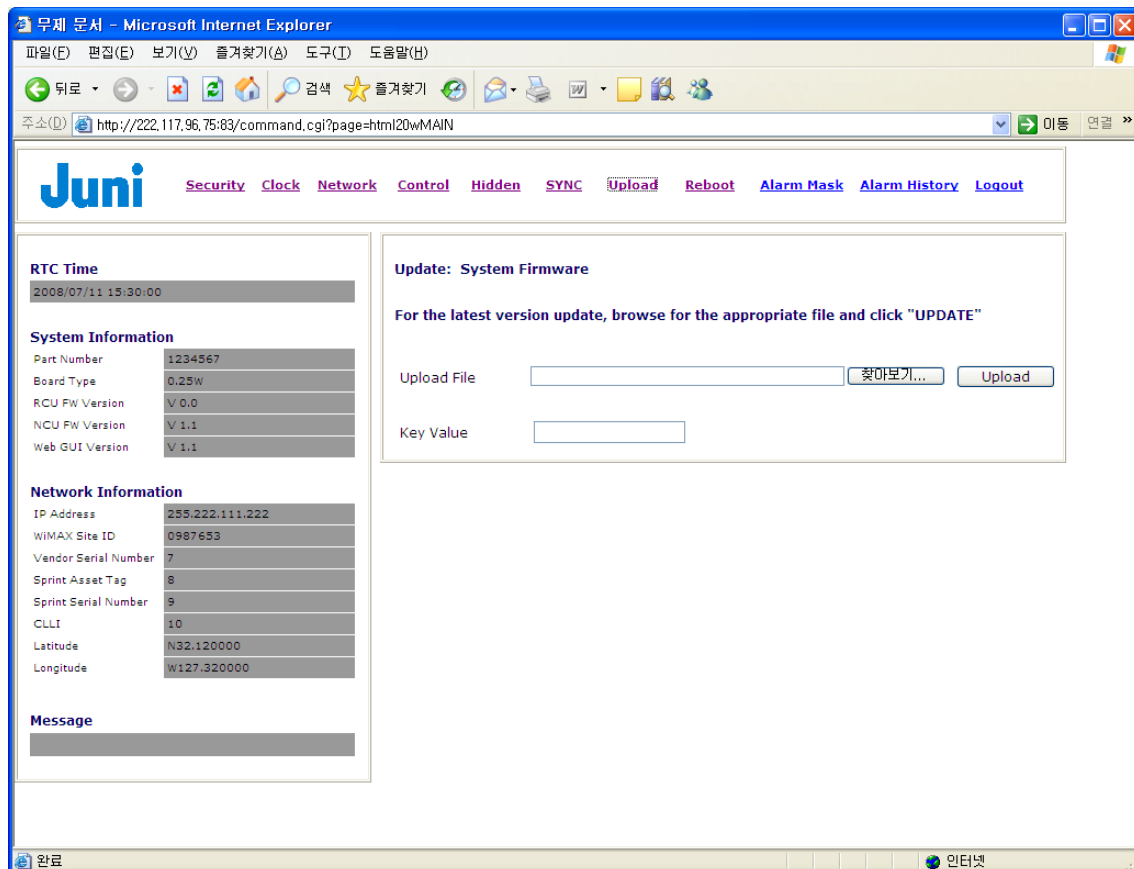 무제 문서 - Microsoft Internet Explorer
파일(F) 편집(E) 보기(V) 즐겨찾기(A) 도구(T) 도움말(H)
뒤로 검색 즐겨찾기
주소(D) http://222.117.96.75:83/command.cgi?page=html20wMAIN 이동 연결 »
Juni Security Clock Network Control Hidden SYNC Upload Reboot Alarm Mask Alarm History Logout
RTC Time
2008/07/11 15:30:00
System Information
Part Number 1234567
Board Type 0.25W
RCU FW Version V 0.0
NCU FW Version V 1.1
Web GUI Version V 1.1
Network Information
IP Address 255.222.111.222
WiMAX Site ID 0987653
Vendor Serial Number 7
Sprint Asset Tag 8
Sprint Serial Number 9
CLLI 10
Latitude N32.120000
Longitude W127.320000
Message
Update: System Firmware
For the latest version update, browse for the appropriate file and click "UPDATE"
Upload File 찾아보기... Upload
Key Value
완료 인터넷